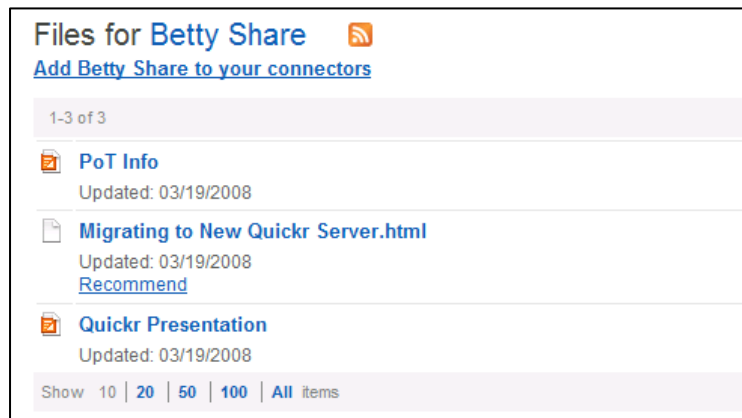 Files for Betty Share
Add Betty Share to your connectors
1-3 of 3
PoT Info
Updated: 03/19/2008
Migrating to New Quickr Server.html
Updated: 03/19/2008
Recommend
Quickr Presentation
Updated: 03/19/2008
Show 10 | 20 | 50 | 100 | All items